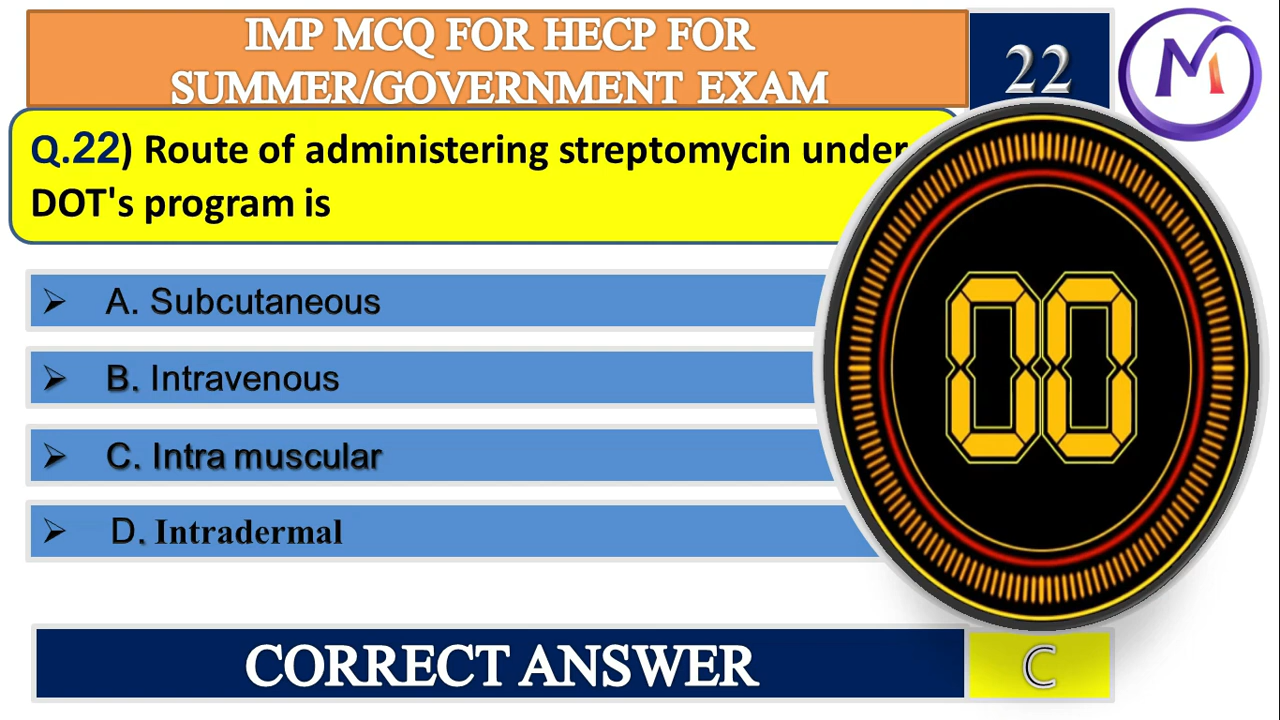 IMP MCQ FOR HECP FOR
SUMMER/GOVERNMENT EXAM
22
M
Q.22) Route of administering streptomycin under
DOT's program is
➢ A. Subcutaneous
➢ B. Intravenous
➢ C. Intra muscular
➢ D. Intradermal
00
CORRECT ANSWER
C